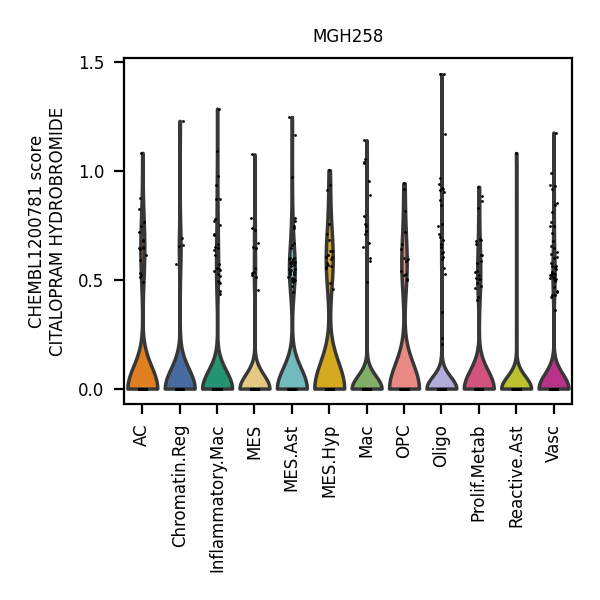 MGH258
CHEMBL1200781 score
CITALOPRAM HYDROBROMIDE
1.5
1.0
0.5
0.0
AC
Chromatin.Reg
Inflammatory.Mac
MES
MES.Ast
MES.Hyp
Mac
OPC
Oligo
Prolif.Metab
Reactive.Ast
Vasc